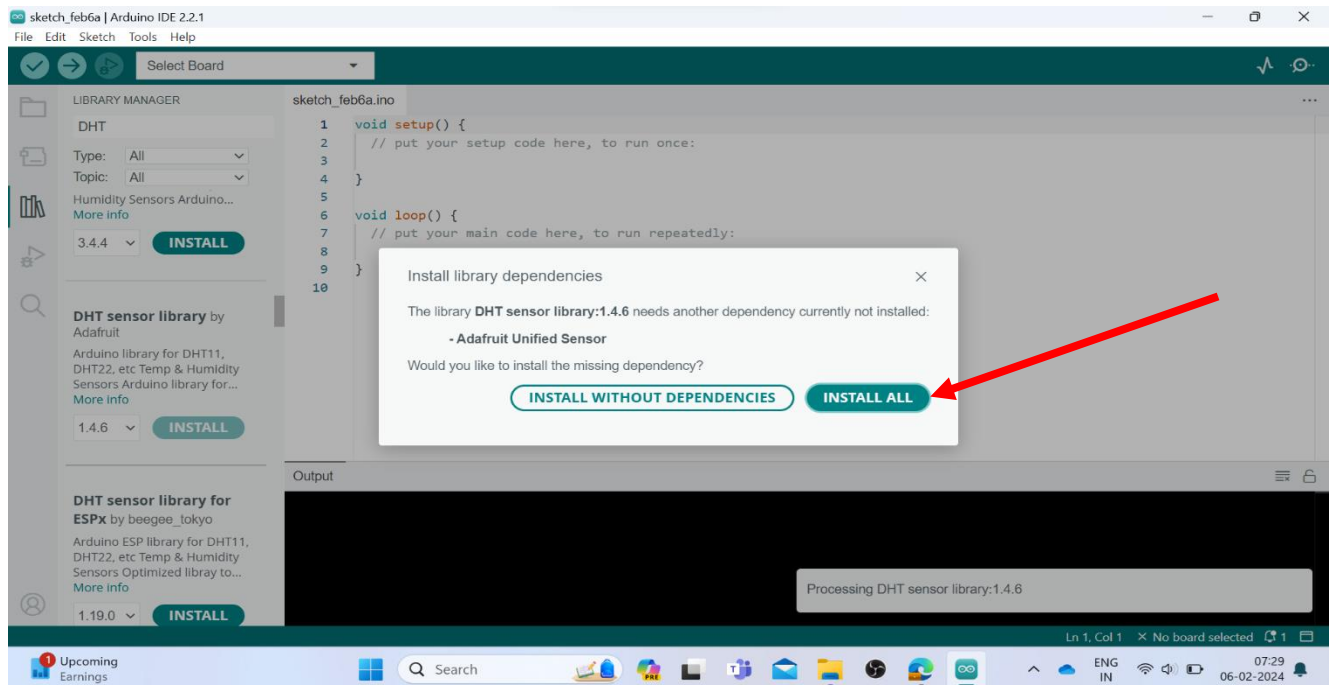 sketch_feb6a | Arduino IDE 2.2.1
File Edit Sketch Tools Help
Select Board
LIBRARY MANAGER
DHT
Type: All
Topic: All
Humidity Sensors Arduino...
More info
3.4.4 INSTALL
DHT sensor library by
Adafruit
Arduino library for DHT11,
DHT22, etc Temp & Humidity
Sensors Arduino library for...
More info
1.4.6 INSTALL
DHT sensor library for
ESPx by beegee_tokyo
Arduino ESP library for DHT11,
DHT22, etc Temp & Humidity
Sensors Optimized libray to...
More info
1.19.0 INSTALL
sketch_feb6a.ino
1 void setup() {
2 // put your setup code here, to run once:
3
4 }
5
6 void loop() {
7 // put your main code here, to run repeatedly:
8
9 }
10
Install library dependencies
The library DHT sensor library:1.4.6 needs another dependency currently not installed:
- Adafruit Unified Sensor
Would you like to install the missing dependency?
INSTALL WITHOUT DEPENDENCIES INSTALL ALL
Output
Processing DHT sensor library:1.4.6
Ln 1, Col 1 × No board selected 1
1 Upcoming
Earnings
Search
PRE
ENG
IN
07:29
06-02-2024